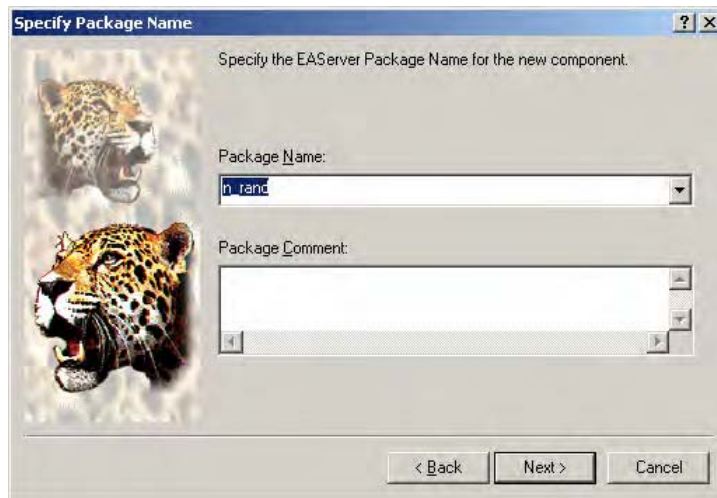 Specify Package Name
Specify the EAServer Package Name for the new component.
Package Name:
n_rand
Package Comment:
< Back Next > Cancel